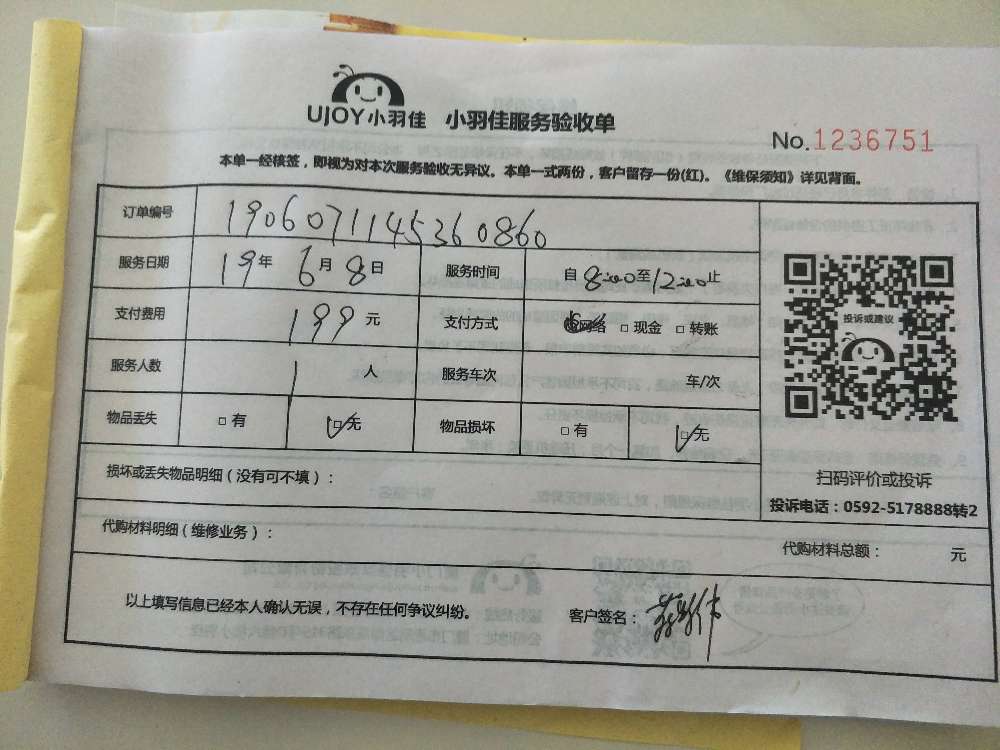 UJOY小羽佳 小羽佳服务验收单
No.1236751
本单一经核签，即视为对本次服务验收无异议。本单一式两份，客户留存一份(红)。《维保须知》详见背面。
订单编号 1906071145360860
服务日期 19年 6月 8日 服务时间 自 8:00 至 12:00 止
支付费用 199 元 支付方式 网络 □ 现金 □ 转账
服务人数 1 人 服务车次 车/次
物品丢失 □ 有 ☑ 无 物品损坏 □ 有 ☑ 无
投诉或建议
扫码评价或投诉
投诉电话：0592-5178888转2
损坏或丢失物品明细（没有可不填）：
代购材料明细（维修业务）：
代购材料总额： 元
以上填写信息已经本人确认无误，不存在任何争议纠纷。 客户签名：